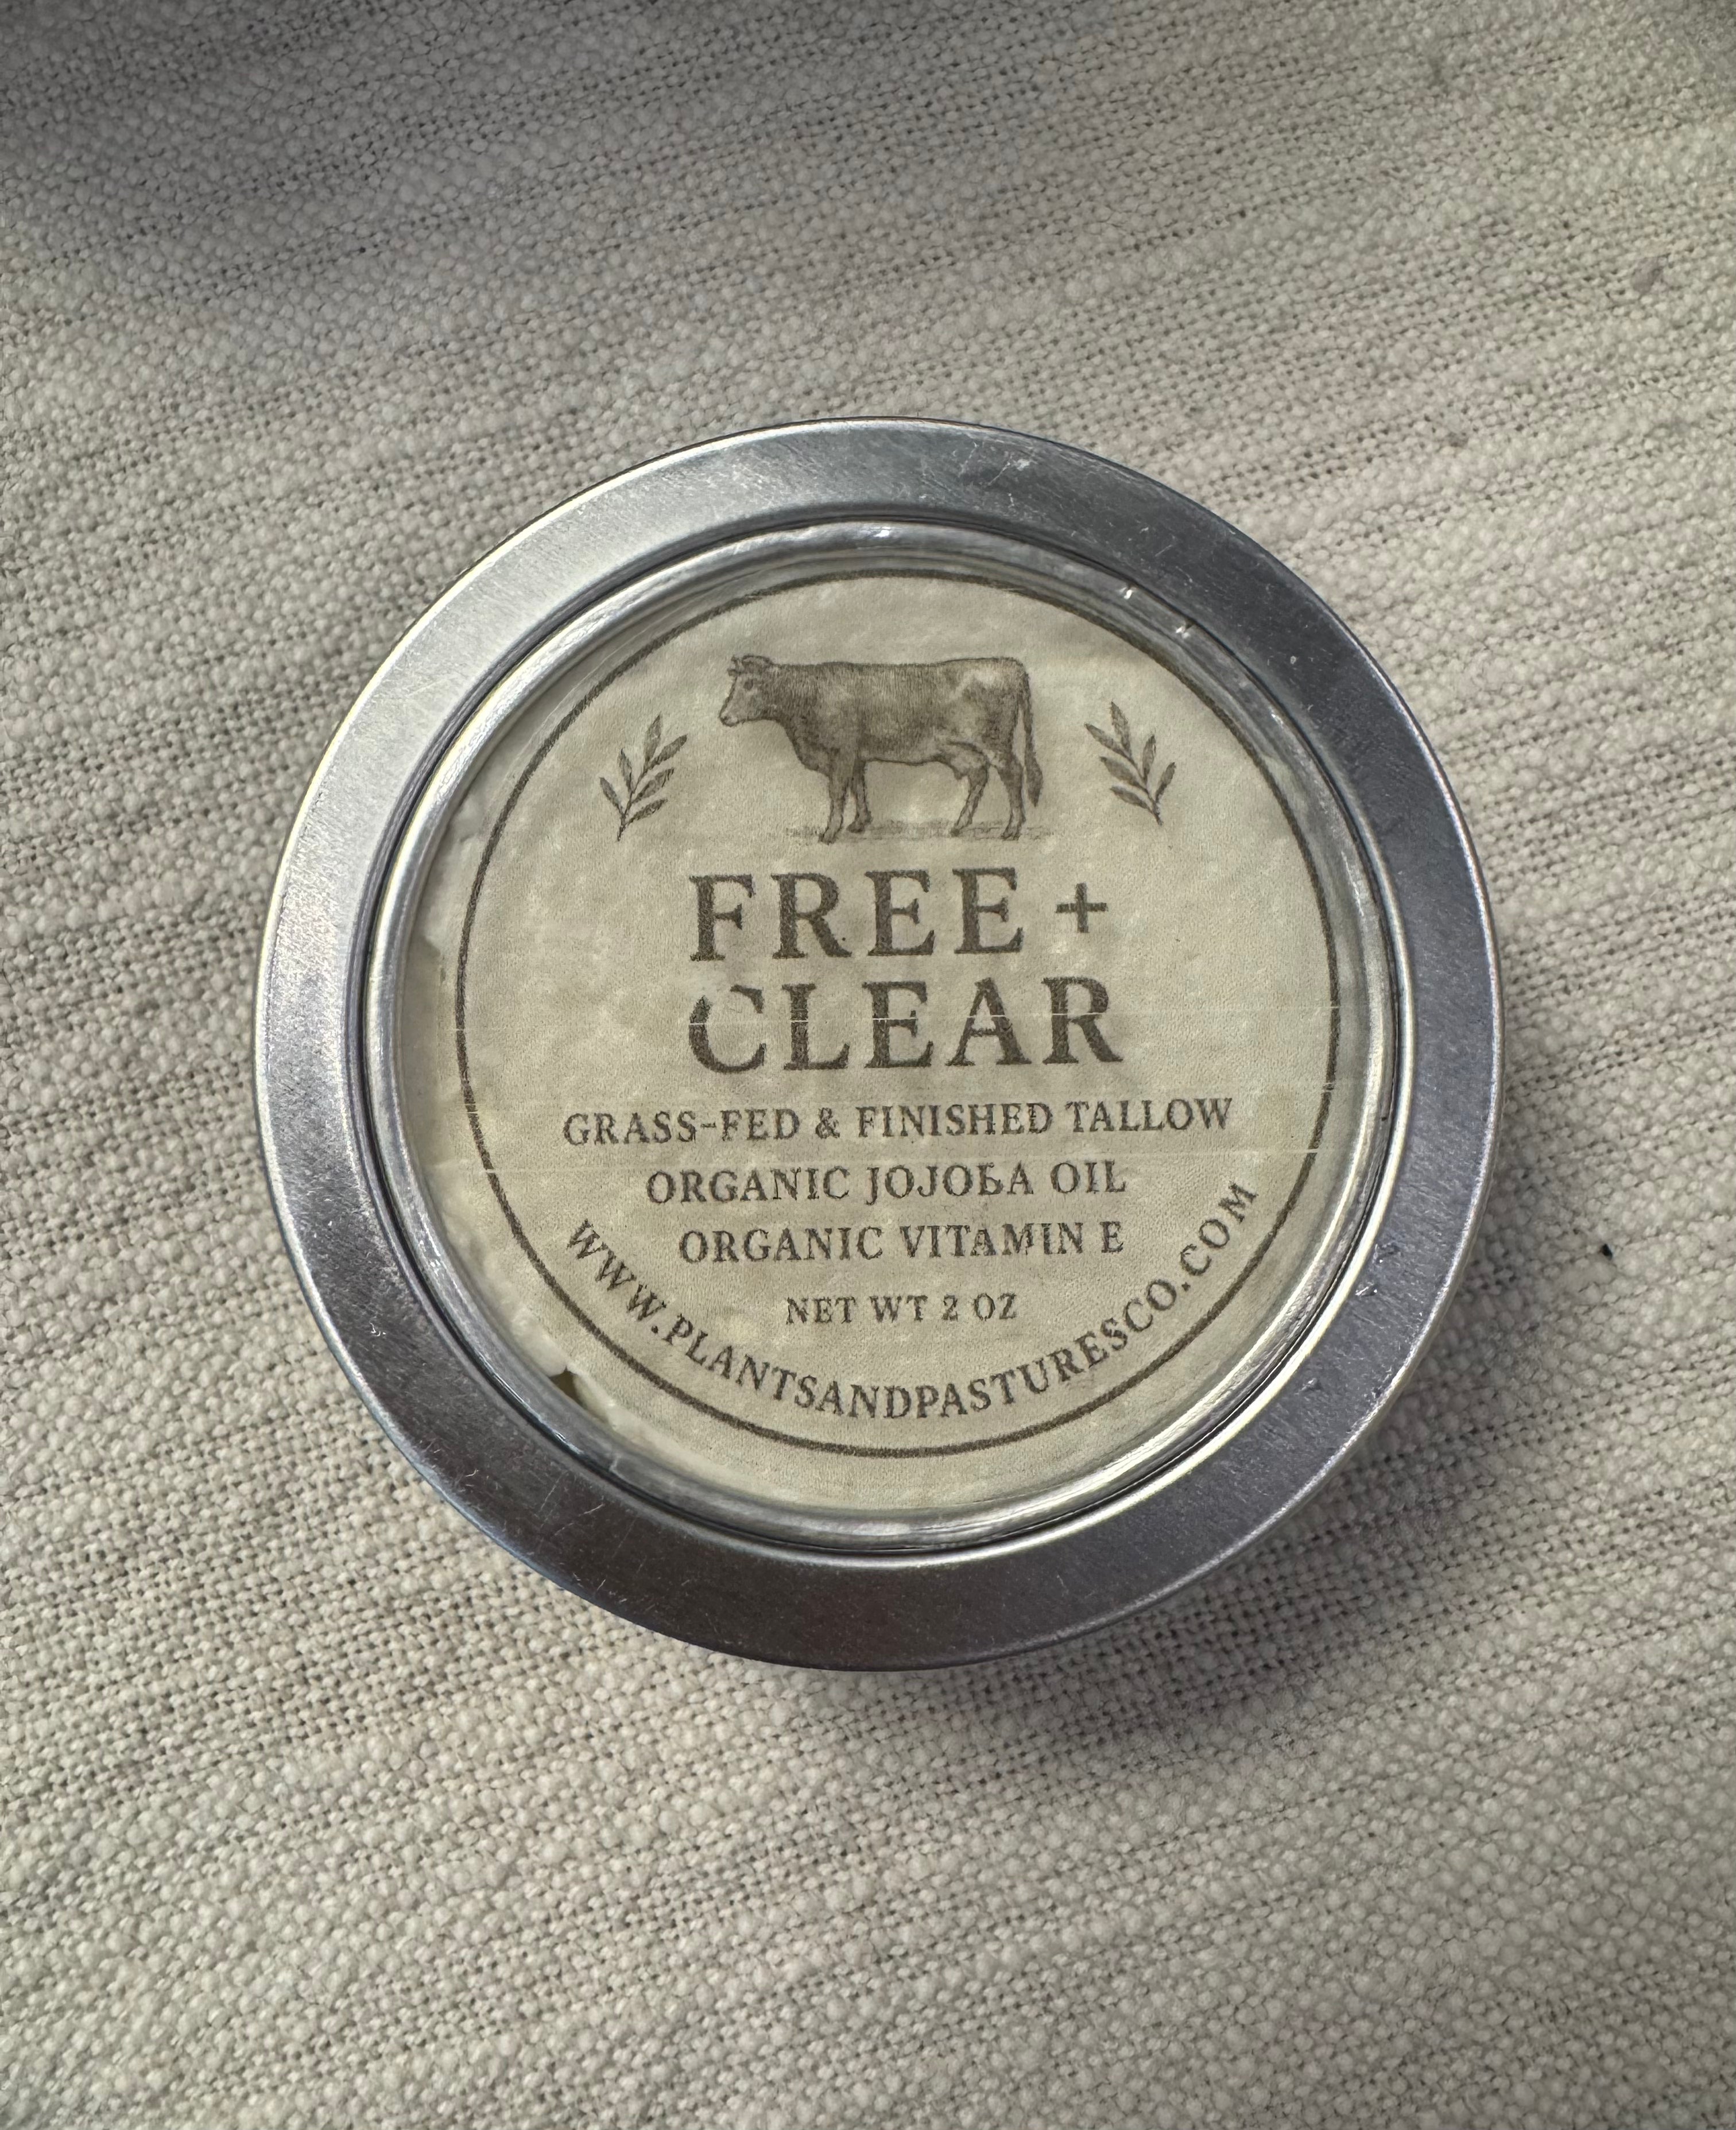 FREE +
CLEAR
GRASS-FED & FINISHED TALLOW
ORGANIC JOJOBA OIL
ORGANIC VITAMIN E
NET WT 2 OZ
WWW.PLANTSANDPASTURESCO.COM